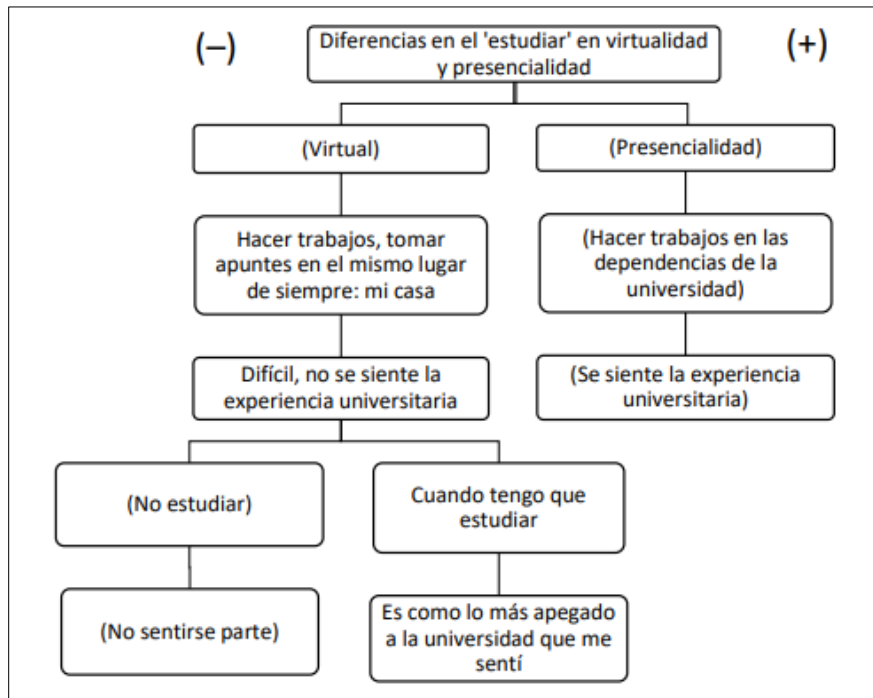 (–)
Diferencias en el 'estudiar' en virtualidad
y presencialidad
(+)
(Virtual)
(Presencialidad)
Hacer trabajos, tomar
apuntes en el mismo lugar
de siempre: mi casa
(Hacer trabajos en las
dependencias de la
universidad)
Difícil, no se siente la
experiencia universitaria
(Se siente la experiencia
universitaria)
(No estudiar)
Cuando tengo que
estudiar
(No sentirse parte)
Es como lo más apegado
a la universidad que me
sentí